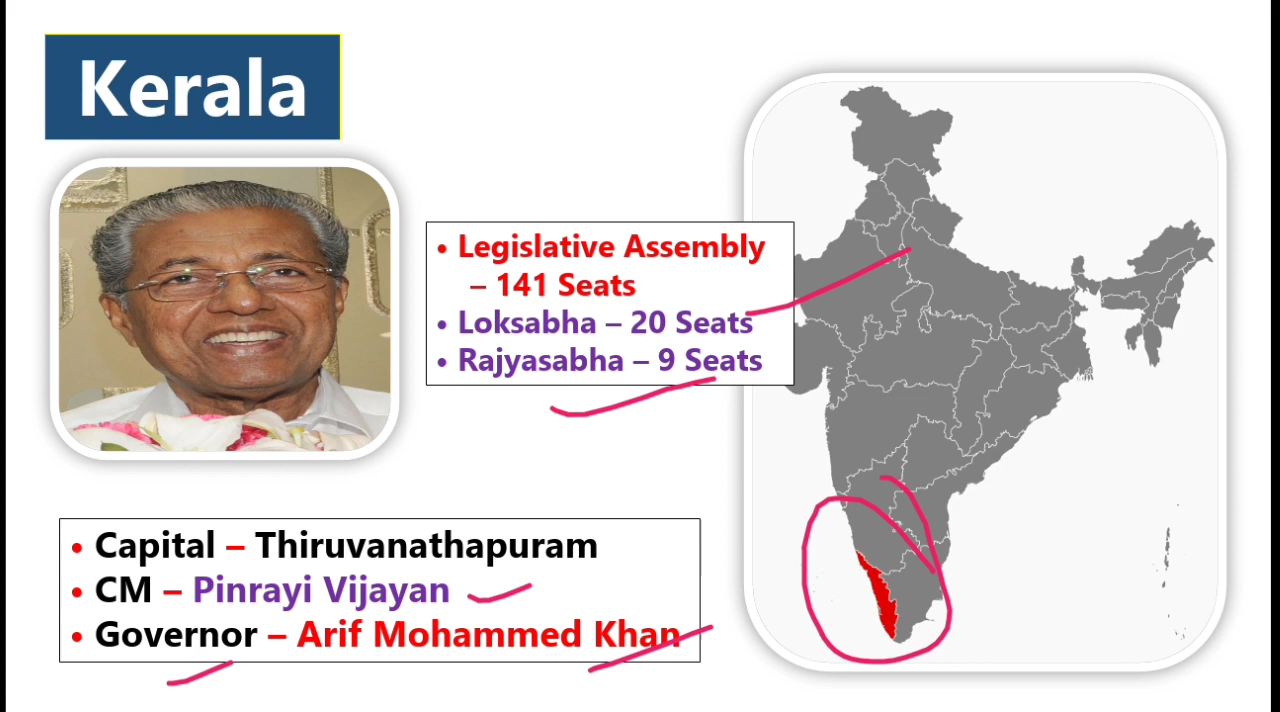 Kerala
• Legislative Assembly
– 141 Seats
• Loksabha – 20 Seats
• Rajyasabha – 9 Seats
• Capital – Thiruvanathapuram
• CM – Pinrayi Vijayan
• Governor – Arif Mohammed Khan